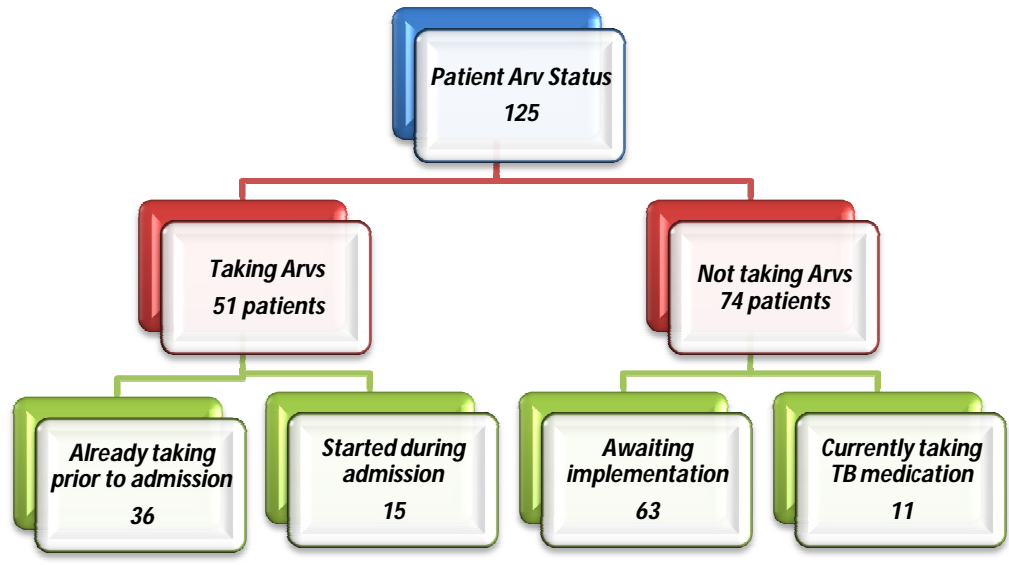 Patient Arv Status
125
Taking Arvs
51 patients
Not taking Arvs
74 patients
Already taking
prior to admission
36
Started during
admission
15
Awaiting
implementation
63
Currently taking
TB medication
11